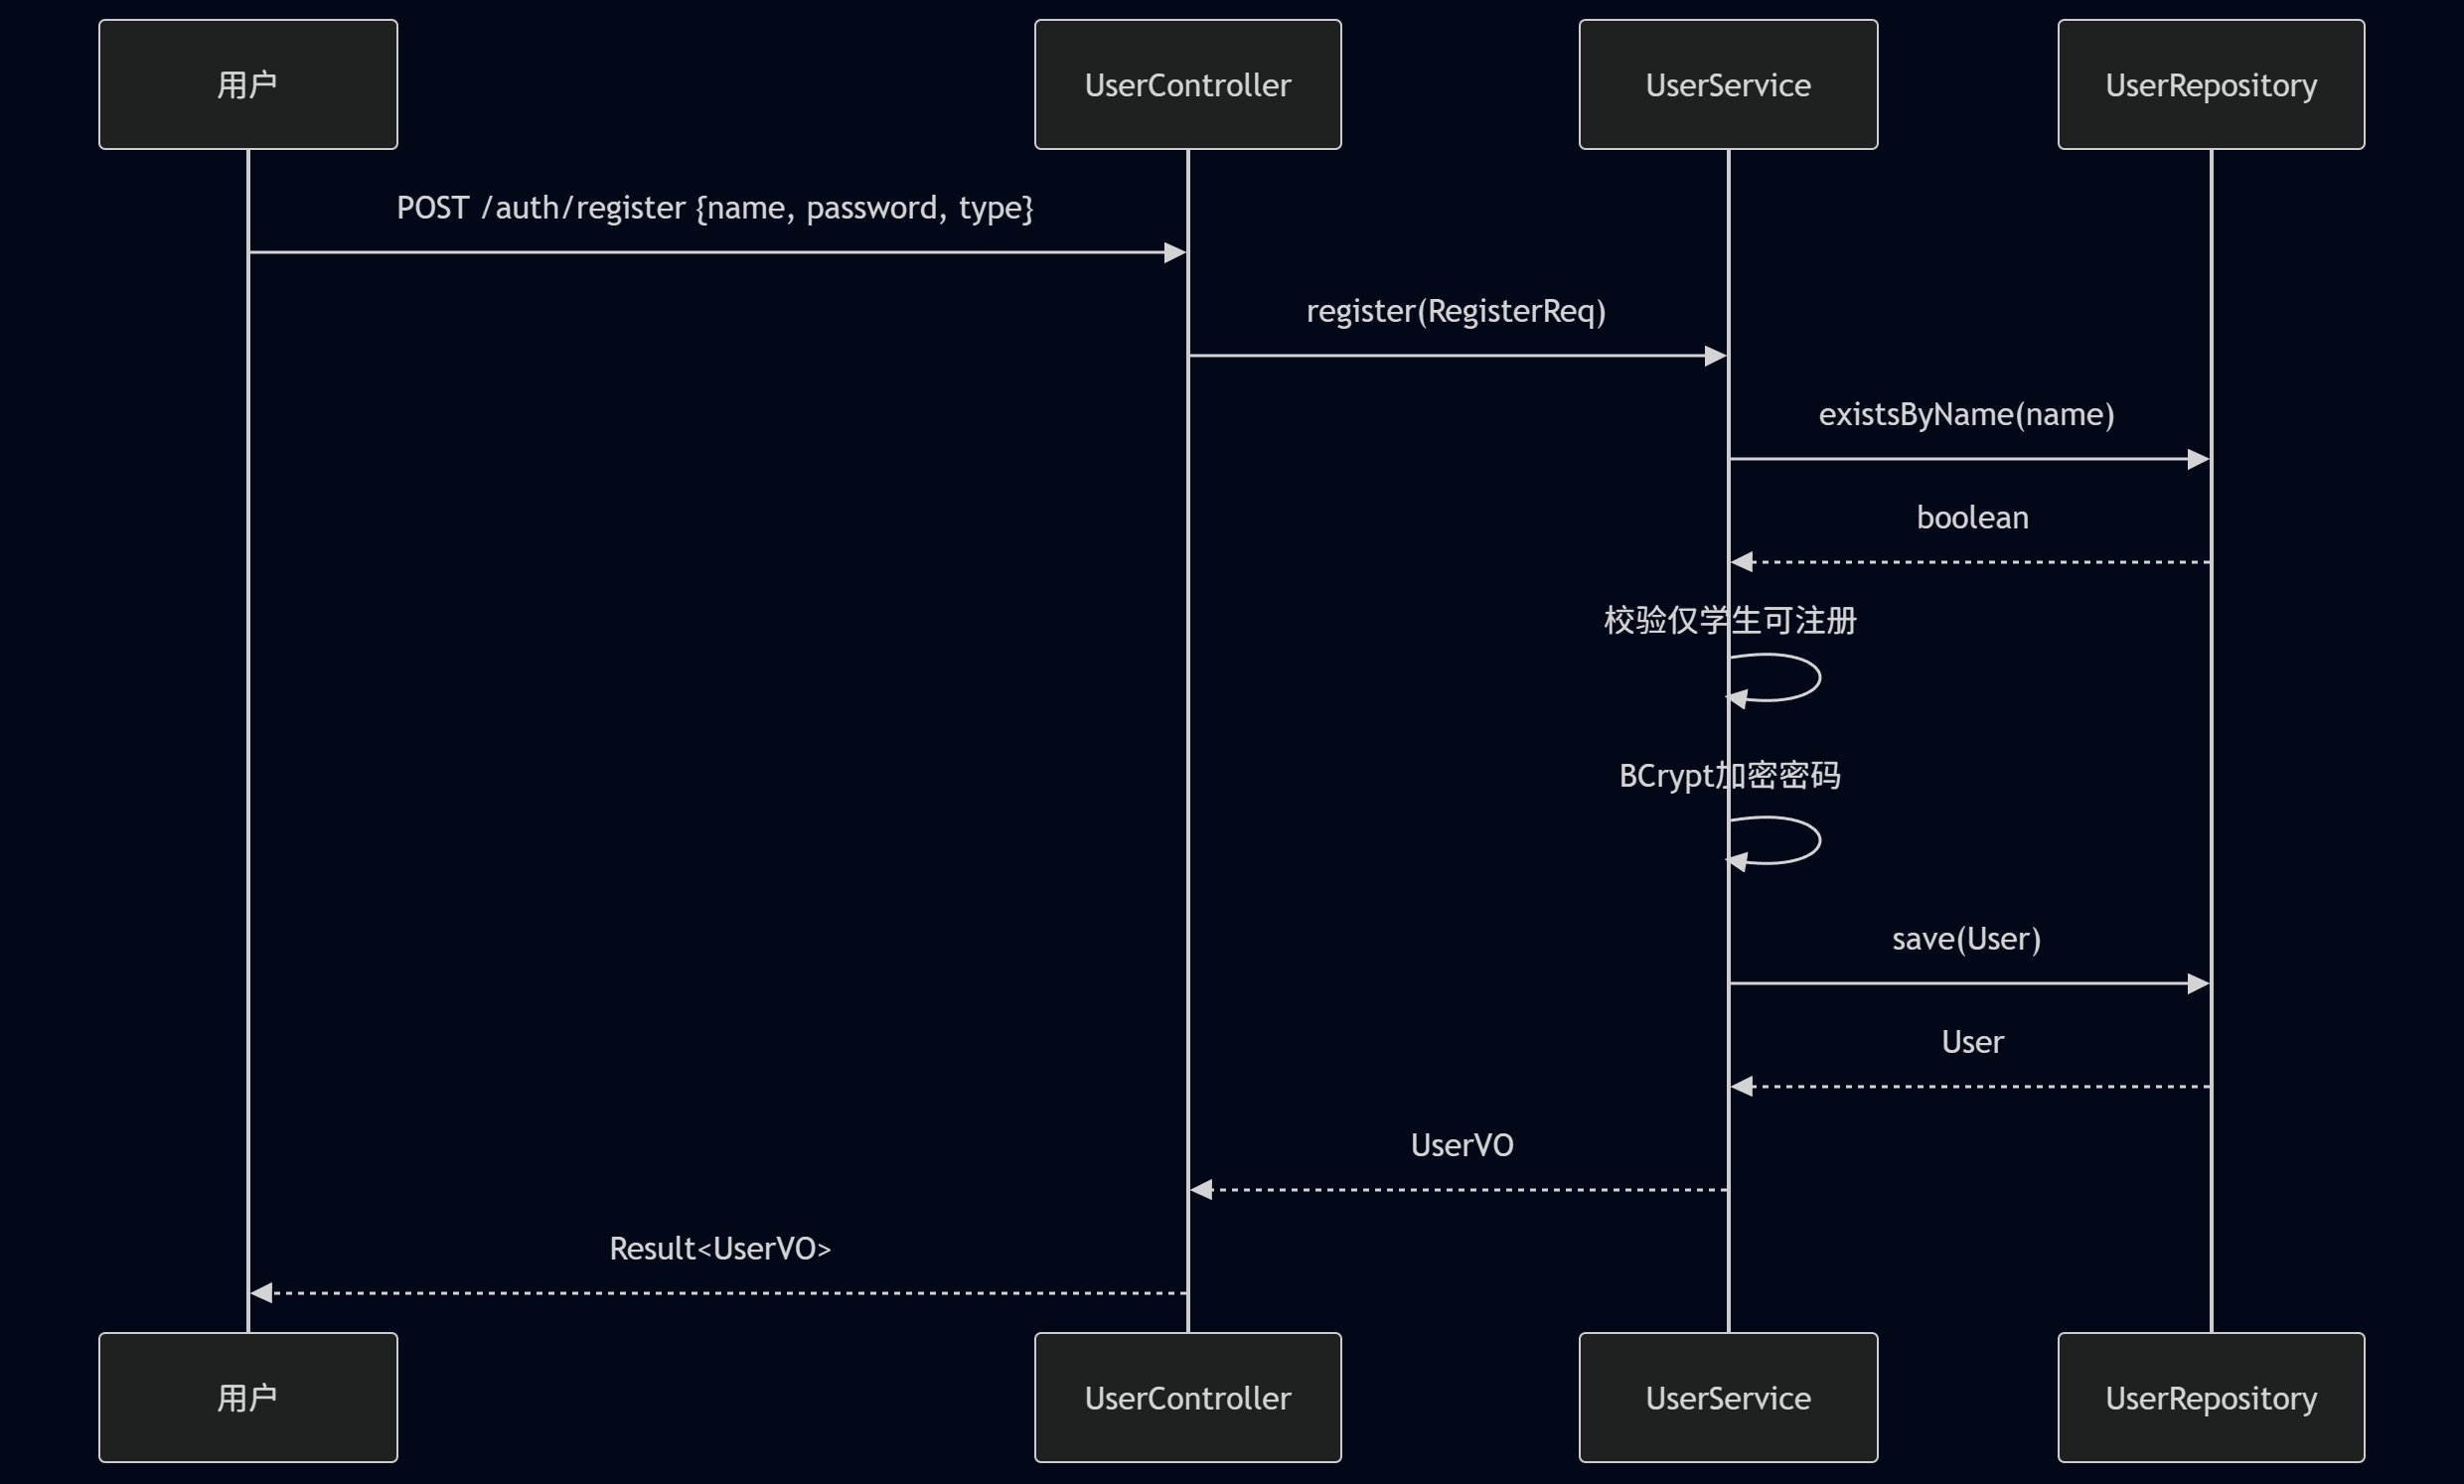 用户
UserController
UserService
UserRepository
POST /auth/register {name, password, type}
register(RegisterReq)
existsByName(name)
boolean
校验仅学生可注册
BCrypt加密密码
save(User)
User
UserVO
Result<UserVO>
用户
UserController
UserService
UserRepository